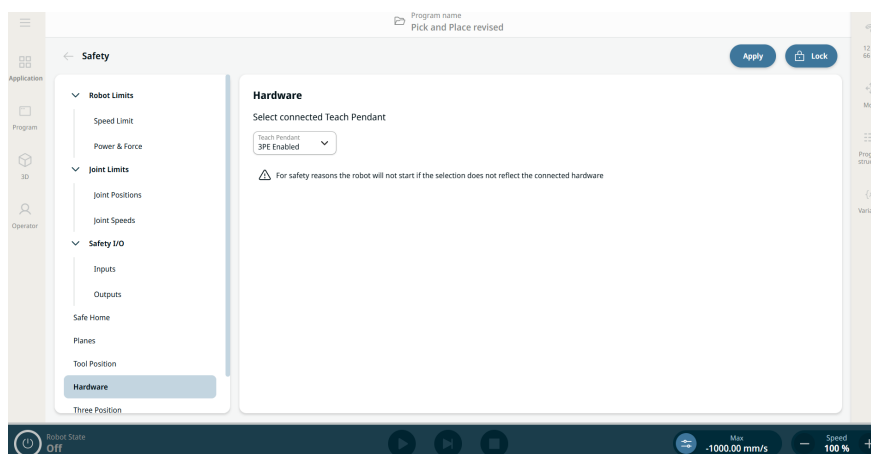 Program name
Pick and Place revised
Safety
Apply
Lock
12
66
Application
Program
3D
Operator
Robot Limits
Speed Limit
Power & Force
Joint Limits
Joint Positions
Joint Speeds
Safety I/O
Inputs
Outputs
Safe Home
Planes
Tool Position
Hardware
Three Position
Hardware
Select connected Teach Pendant
Teach Pendant
3PE Enabled
For safety reasons the robot will not start if the selection does not reflect the connected hardware
Robot State
Off
Max
-1000.00 mm/s
Speed
100 %